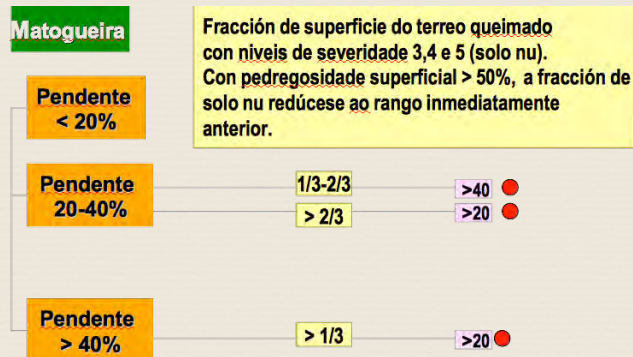 Matogueira
Fracción de superficie do terreo queimado
con niveis de severidade 3,4 e 5 (solo nu).
Con pedregosidade superficial > 50%, a fracción de
solo nu redúcese ao rango inmediatamente
anterior.
Pendente
< 20%
Pendente
20-40%
1/3-2/3
>40
> 2/3
>20
Pendente
> 40%
> 1/3
>20